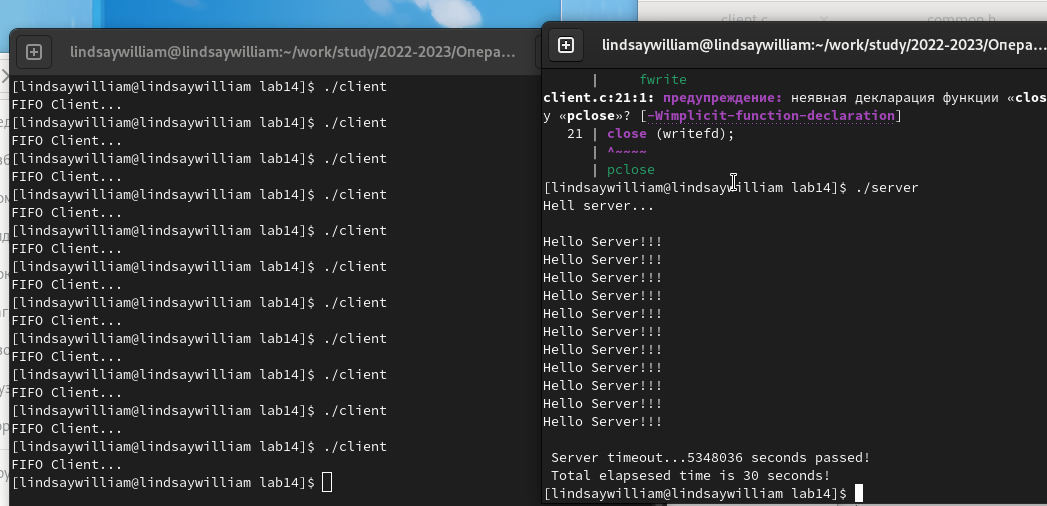 client.c
common.h
lindsaywilliam@lindsaywilliam:~/work/study/2022-2023/Опера...
[lindsaywilliam@lindsaywilliam lab14]$ ./client
FIFO Client...
[lindsaywilliam@lindsaywilliam lab14]$ ./client
FIFO Client...
[lindsaywilliam@lindsaywilliam lab14]$ ./client
FIFO Client...
[lindsaywilliam@lindsaywilliam lab14]$ ./client
FIFO Client...
[lindsaywilliam@lindsaywilliam lab14]$ ./client
FIFO Client...
[lindsaywilliam@lindsaywilliam lab14]$ ./client
FIFO Client...
[lindsaywilliam@lindsaywilliam lab14]$ ./client
FIFO Client...
[lindsaywilliam@lindsaywilliam lab14]$ ./client
FIFO Client...
[lindsaywilliam@lindsaywilliam lab14]$ ./client
FIFO Client...
[lindsaywilliam@lindsaywilliam lab14]$ ./client
FIFO Client...
[lindsaywilliam@lindsaywilliam lab14]$ ./client
FIFO Client...
[lindsaywilliam@lindsaywilliam lab14]$
lindsaywilliam@lindsaywilliam:~/work/study/2022-2023/Опера...
| fwrite
client.c:21:1: предупреждение: неявная декларация функции «clos
у «pclose»? [-Wimplicit-function-declaration]
21 | close (writefd);
| ^~~~~
| pclose
[lindsaywilliam@lindsaywilliam lab14]$ ./server
Hell server...
Hello Server!!!
Hello Server!!!
Hello Server!!!
Hello Server!!!
Hello Server!!!
Hello Server!!!
Hello Server!!!
Hello Server!!!
Hello Server!!!
Hello Server!!!
Hello Server!!!
Server timeout...5348036 seconds passed!
Total elapsesed time is 30 seconds!
[lindsaywilliam@lindsaywilliam lab14]$